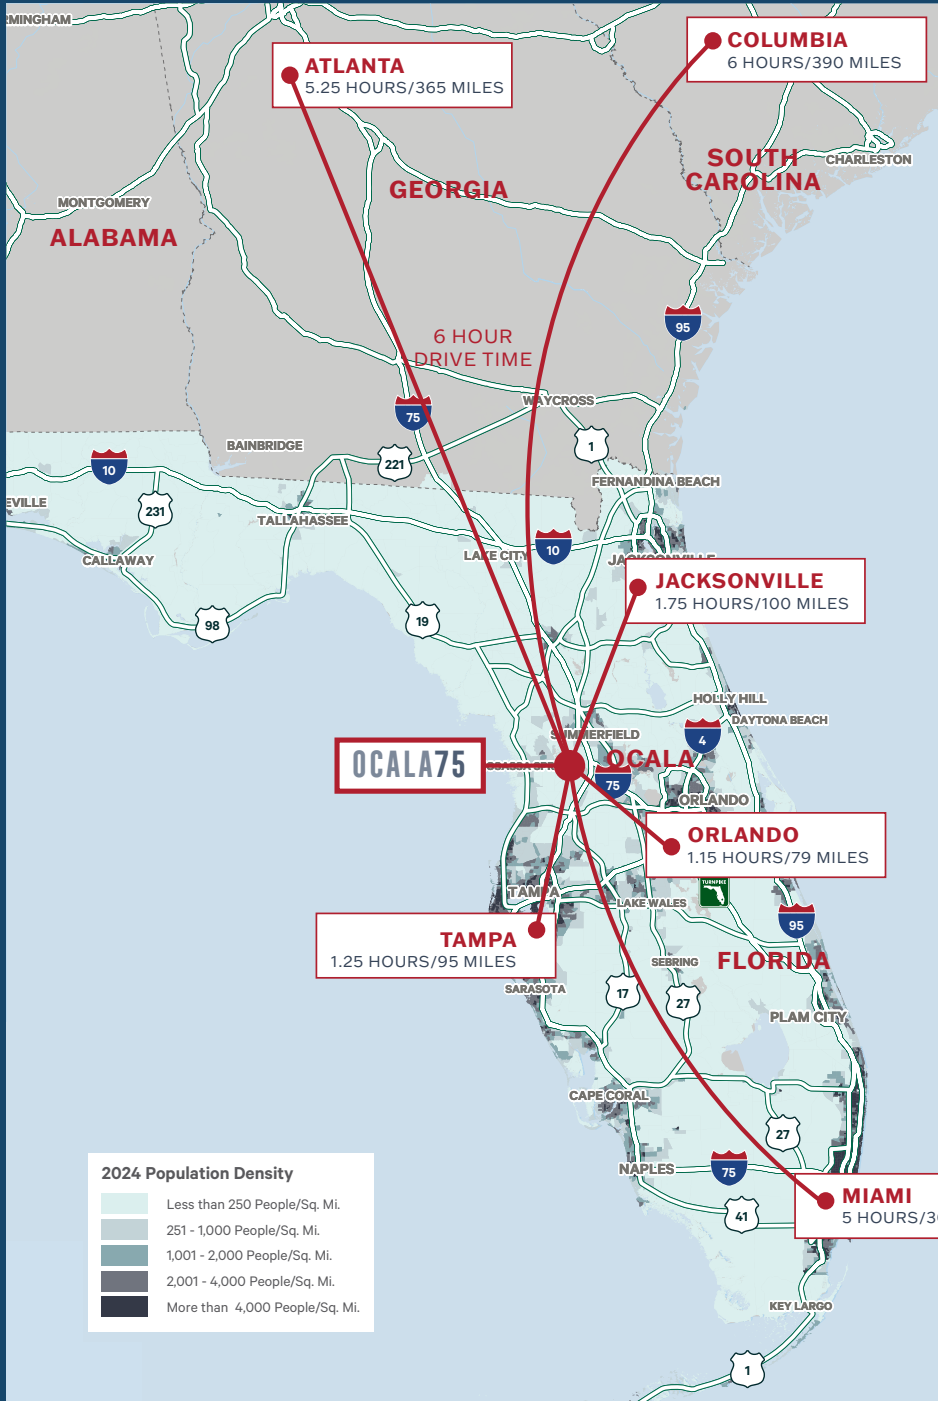 RMINGHAM
ATLANTA
5.25 HOURS/365 MILES
COLUMBIA
6 HOURS/390 MILES
SOUTH
CAROLINA
CHARLESTON
GEORGIA
MONTGOMERY
ALABAMA
95
6 HOUR
DRIVE TIME
75
WAYCROSS
1
BAINBRIDGE
221
10
FERNANDINA BEACH
EVILLE
231
TALLAHASSEE
LAKE CITY
10
JACKSONVILLE
CALLAWAY
JACKSONVILLE
1.75 HOURS/100 MILES
98
19
HOLLY HILL
DAYTONA BEACH
SUMMERFIELD
4
OCALA75
OCALA
75
ORLANDO
ORLANDO
1.15 HOURS/79 MILES
TURNPIKE
TAMPA
LAKE WALES
95
TAMPA
1.25 HOURS/95 MILES
SEBRING
FLORIDA
SARASOTA
17
27
PLAM CITY
CAPE CORAL
27
NAPLES
75
MIAMI
5 HOURS/30
41
2024 Population Density
Less than 250 People/Sq. Mi.
251 - 1,000 People/Sq. Mi.
1,001 - 2,000 People/Sq. Mi.
2,001 - 4,000 People/Sq. Mi.
More than 4,000 People/Sq. Mi.
KEY LARGO
1